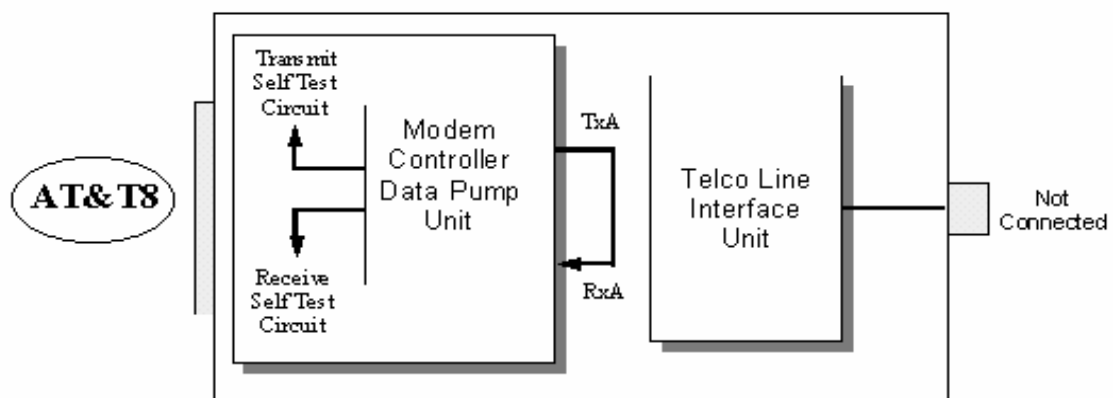 AT&T8
Transmit
Self Test
Circuit
Receive
Self Test
Circuit
Modem
Controller
Data Pump
Unit
TxA
RxA
Telco Line
Interface
Unit
Not
Connected